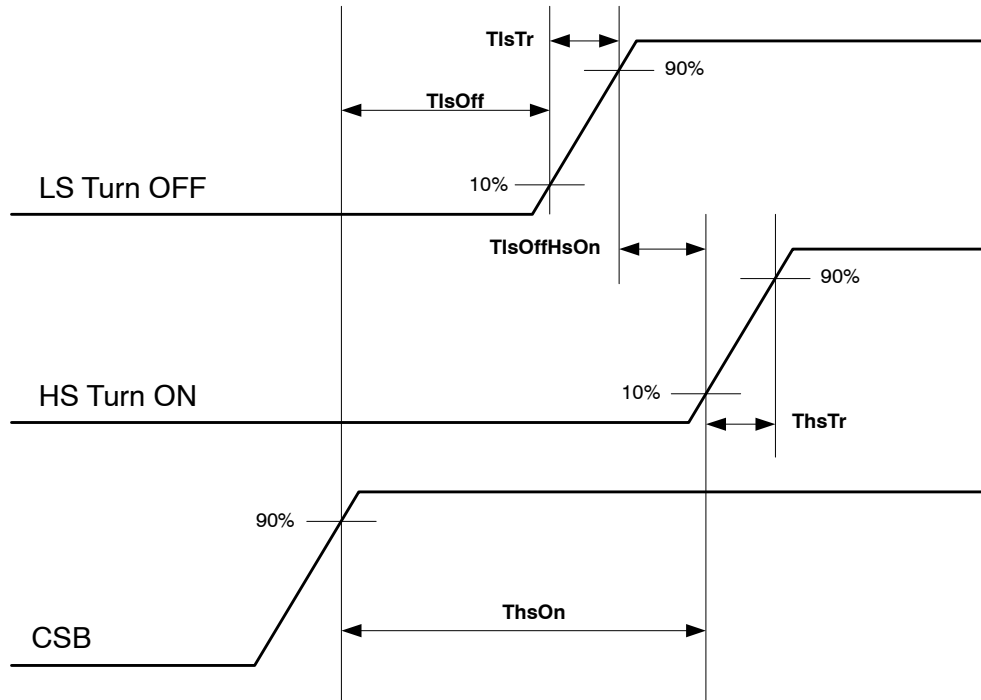 TlsTr
90%
TlsOff
10%
LS Turn OFF
TlsOffHsOn
90%
HS Turn ON
10%
ThsTr
90%
ThsOn
CSB